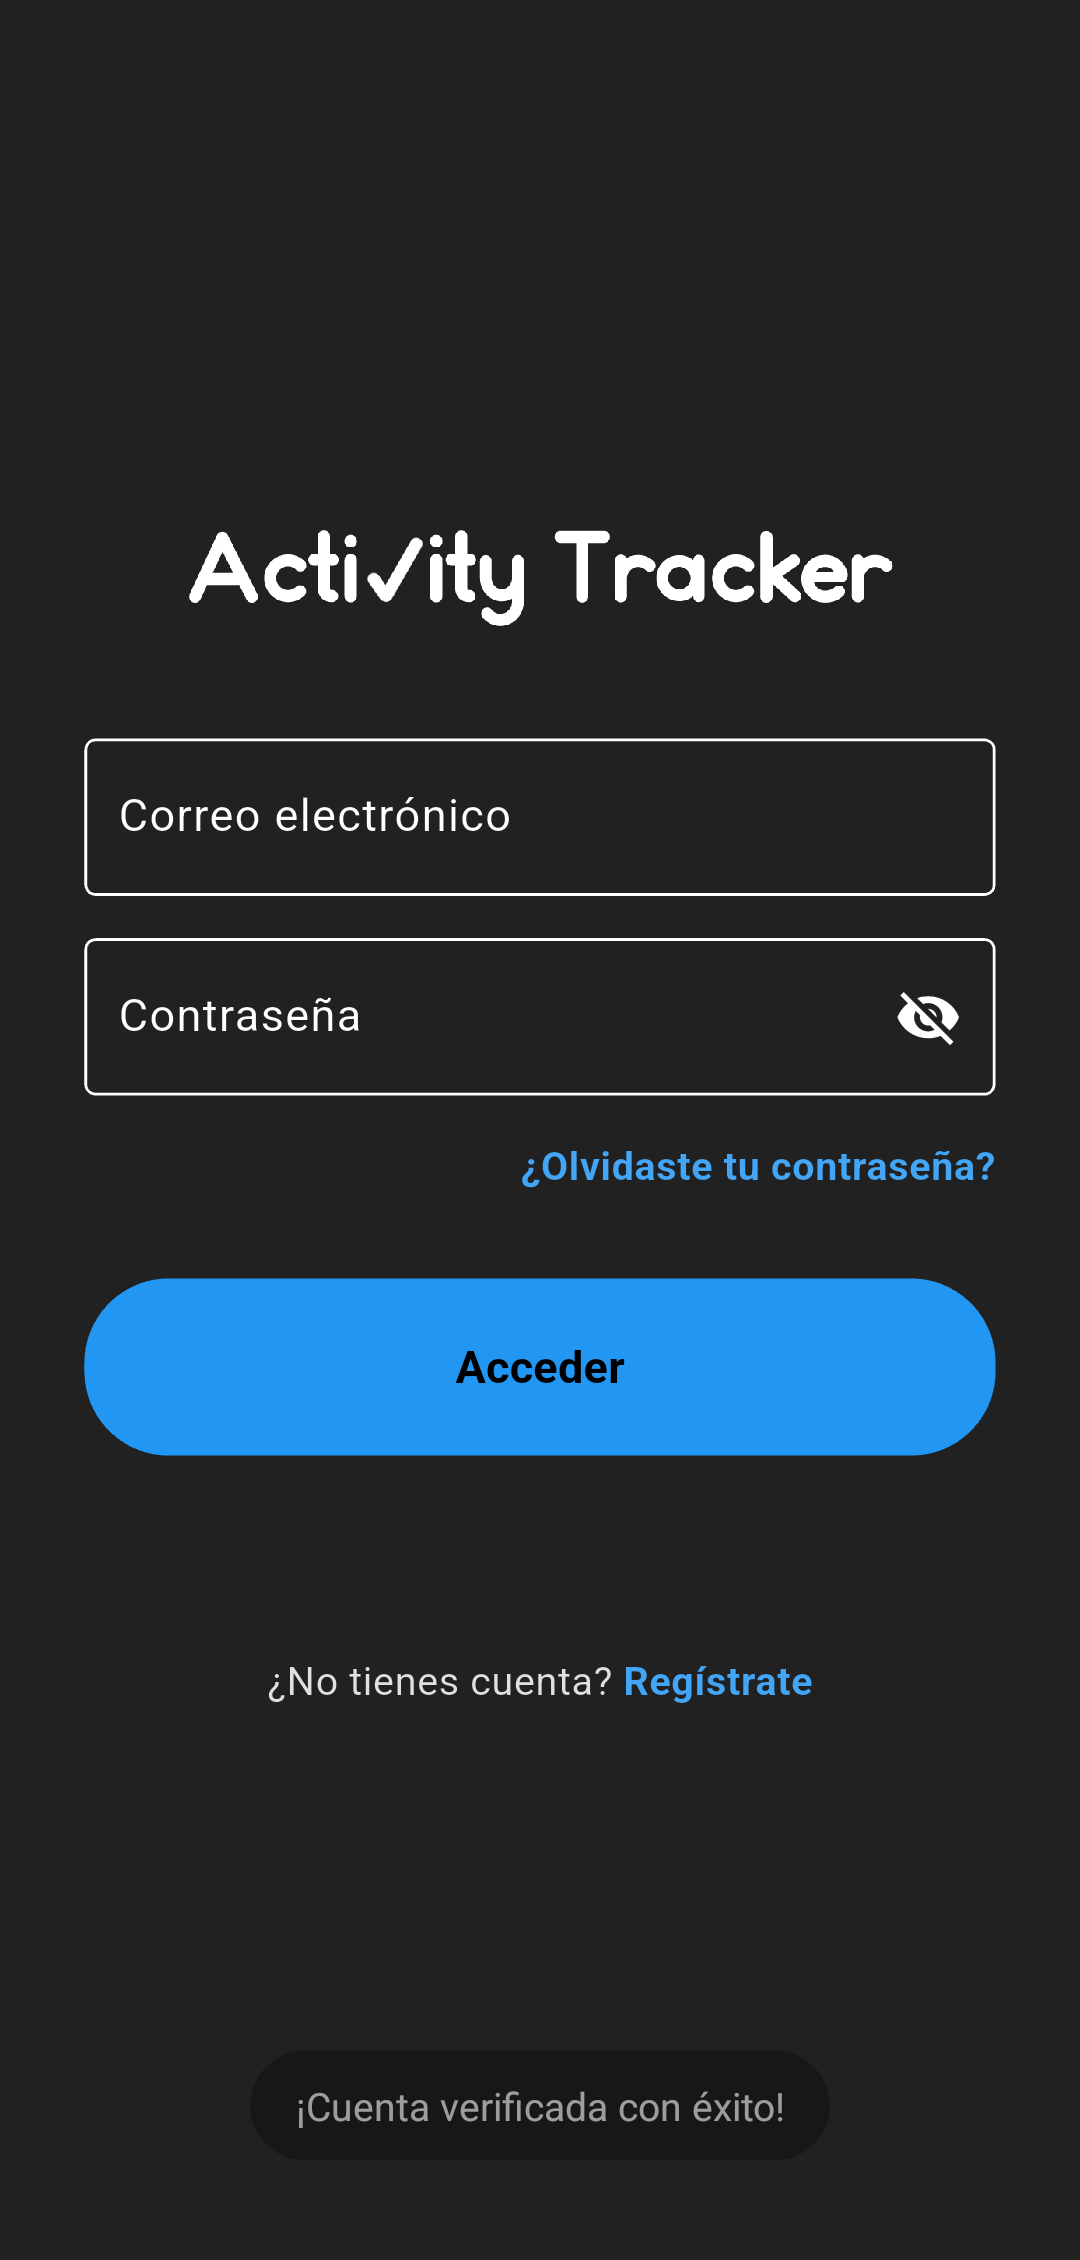 Activity Tracker
Correo electrónico
Contraseña
¿Olvidaste tu contraseña?
Acceder
¿No tienes cuenta? Regístrate
¡Cuenta verificada con éxito!